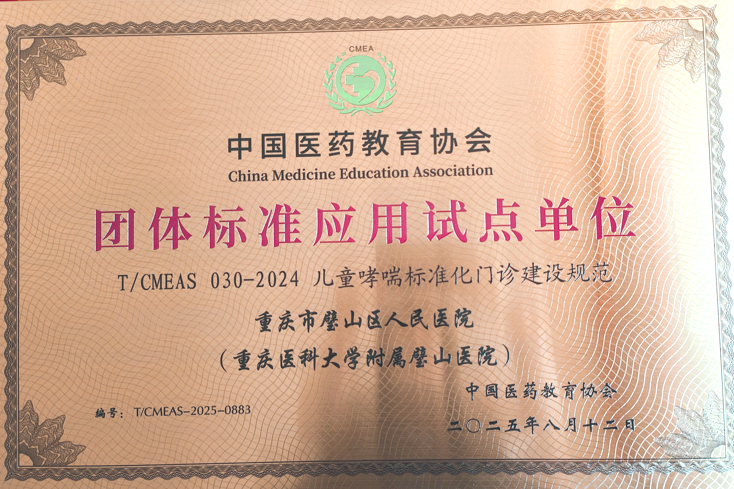 CMEA
中国医药教育协会
China Medicine Education Association
团体标准应用试点单位
T/CMEAS 030-2024 儿童哮喘标准化门诊建设规范
重庆市璧山区人民医院
（重庆医科大学附属璧山医院）
中国医药教育协会
编号：T/CMEAS-2025-0883
二〇二五年八月十二日